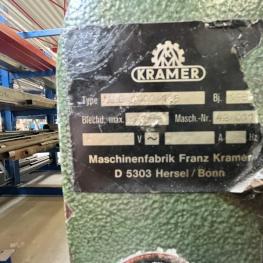 KRAMER
Type
Bj.
Blechd. max. Masch.-Nr.
V ~ A Hz
Maschinenfabrik Franz Kramer
D 5303 Hersel/Bonn